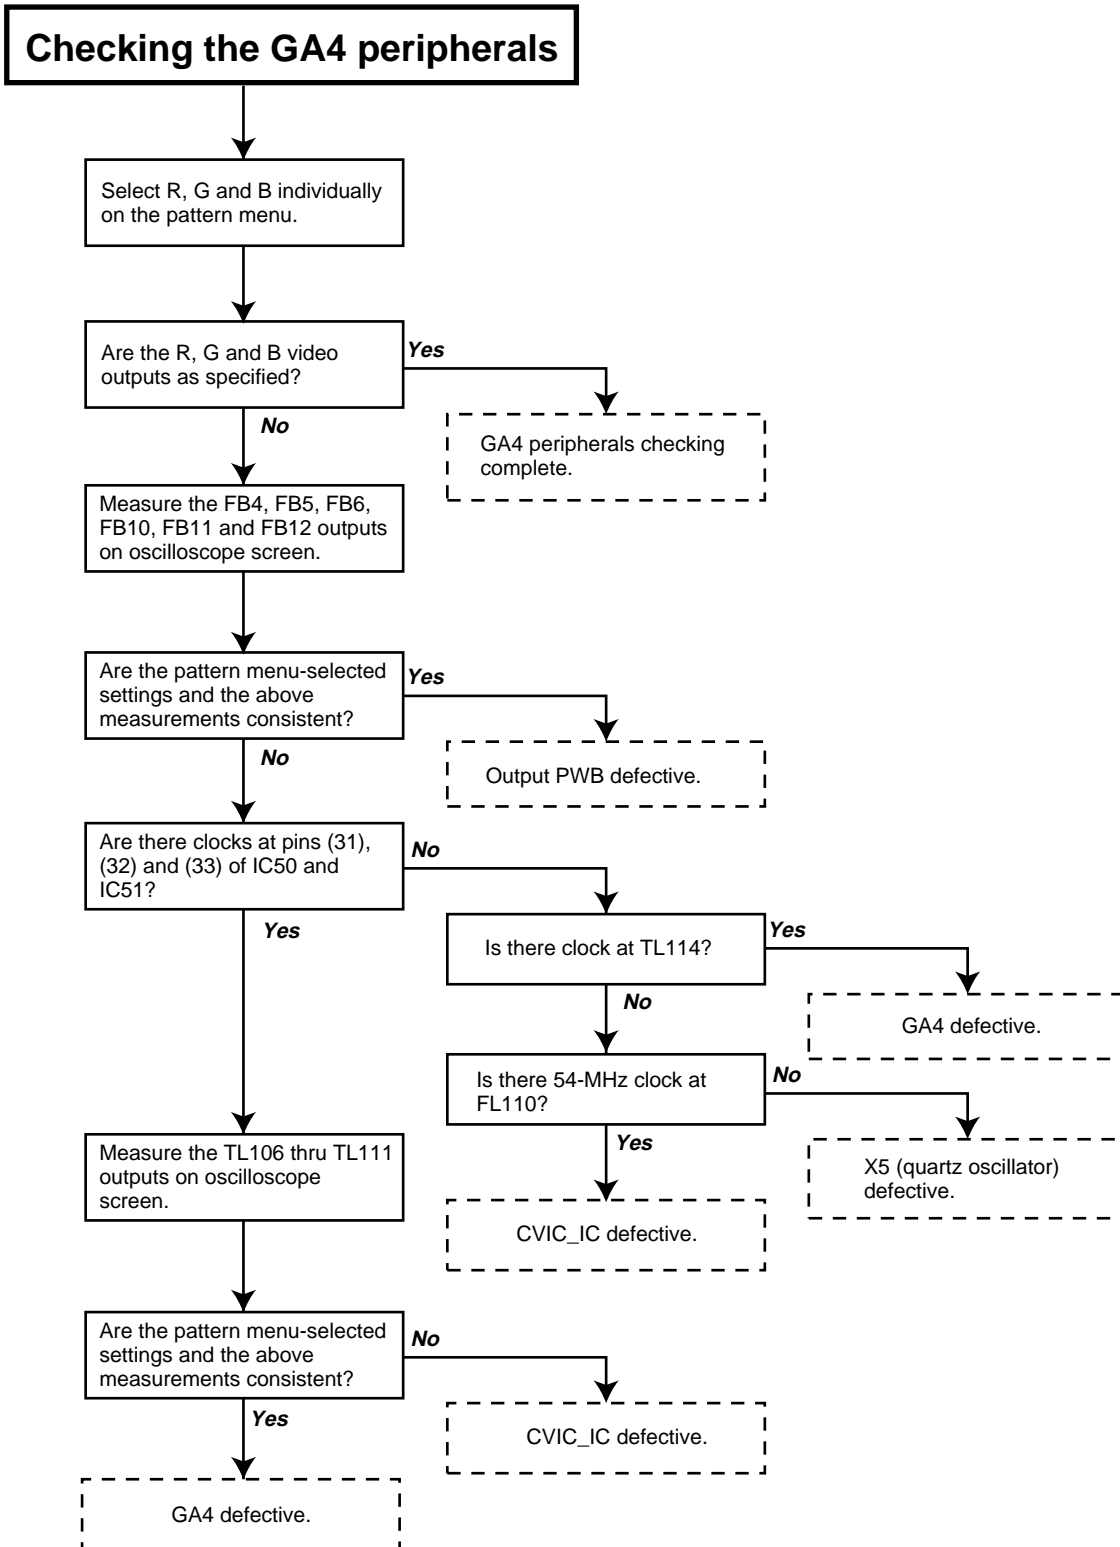 Checking the GA4 peripherals
Select R, G and B individually
on the pattern menu.
Are the R, G and B video
outputs as specified?
Yes
No
GA4 peripherals checking
complete.
Measure the FB4, FB5, FB6,
FB10, FB11 and FB12 outputs
on oscilloscope screen.
Are the pattern menu-selected
settings and the above
measurements consistent?
Yes
No
Output PWB defective.
Are there clocks at pins (31),
(32) and (33) of IC50 and
IC51?
No
Yes
Is there clock at TL114?
Yes
No
GA4 defective.
Is there 54-MHz clock at
FL110?
No
Yes
X5 (quartz oscillator)
defective.
CVIC_IC defective.
Measure the TL106 thru TL111
outputs on oscilloscope
screen.
Are the pattern menu-selected
settings and the above
measurements consistent?
No
Yes
CVIC_IC defective.
GA4 defective.